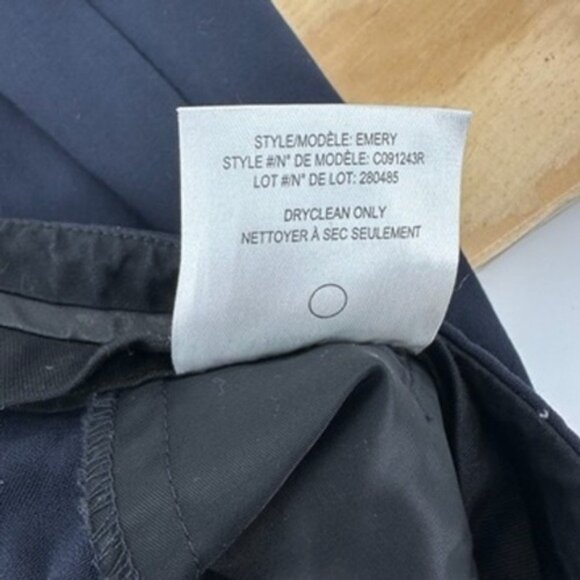 STYLE/MODÈLE: EMERY
STYLE #/N° DE MODÈLE: C091243R
LOT #/N° DE LOT: 280485
DRYCLEAN ONLY
NETTOYER À SEC SEULEMENT